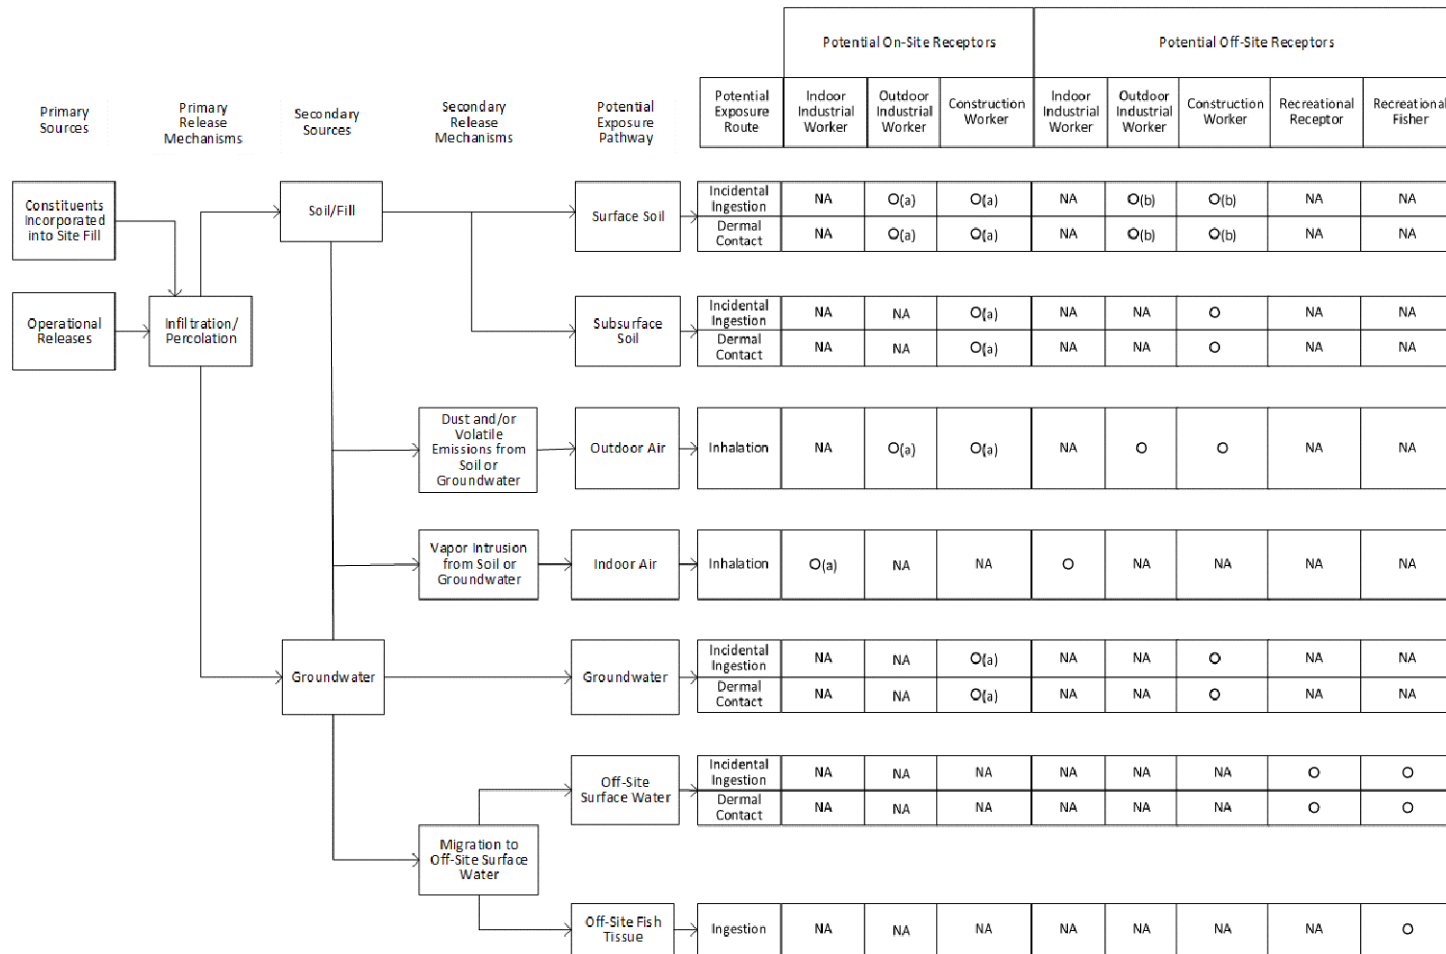 Potential On-Site Receptors
Potential Off-Site Receptors
Primary
Sources
Primary
Release
Mechanisms
Secondary
Sources
Secondary
Release
Mechanisms
Potential
Exposure
Pathway
Potential
Exposure
Route
Indoor
Industrial
Worker
Outdoor
Industrial
Worker
Construction
Worker
Indoor
Industrial
Worker
Outdoor
Industrial
Worker
Construction
Worker
Recreational
Receptor
Recreational
Fisher
Constituents
Incorporated
into Site Fill
Operational
Releases
Infiltration/
Percolation
Soil/Fill
Surface Soil
Incidental
Ingestion
NA O(a) O(a) NA O(b) O(b) NA NA
Dermal
Contact
NA O(a) O(a) NA O(b) O(b) NA NA
Subsurface
Soil
Incidental
Ingestion
NA NA O(a) NA NA O NA NA
Dermal
Contact
NA NA O(a) NA NA O NA NA
Dust and/or
Volatile
Emissions from
Soil or
Groundwater
Outdoor Air
Inhalation
NA O(a) O(a) NA O O NA NA
Vapor Intrusion
from Soil or
Groundwater
Indoor Air
Inhalation
O(a) NA NA O NA NA NA NA
Groundwater
Groundwater
Incidental
Ingestion
NA NA O(a) NA NA O NA NA
Dermal
Contact
NA NA O(a) NA NA O NA NA
Migration to
Off-Site Surface
Water
Off-Site
Surface Water
Incidental
Ingestion
NA NA NA NA NA NA O O
Dermal
Contact
NA NA NA NA NA NA O O
Off-Site Fish
Tissue
Ingestion
NA NA NA NA NA NA NA O